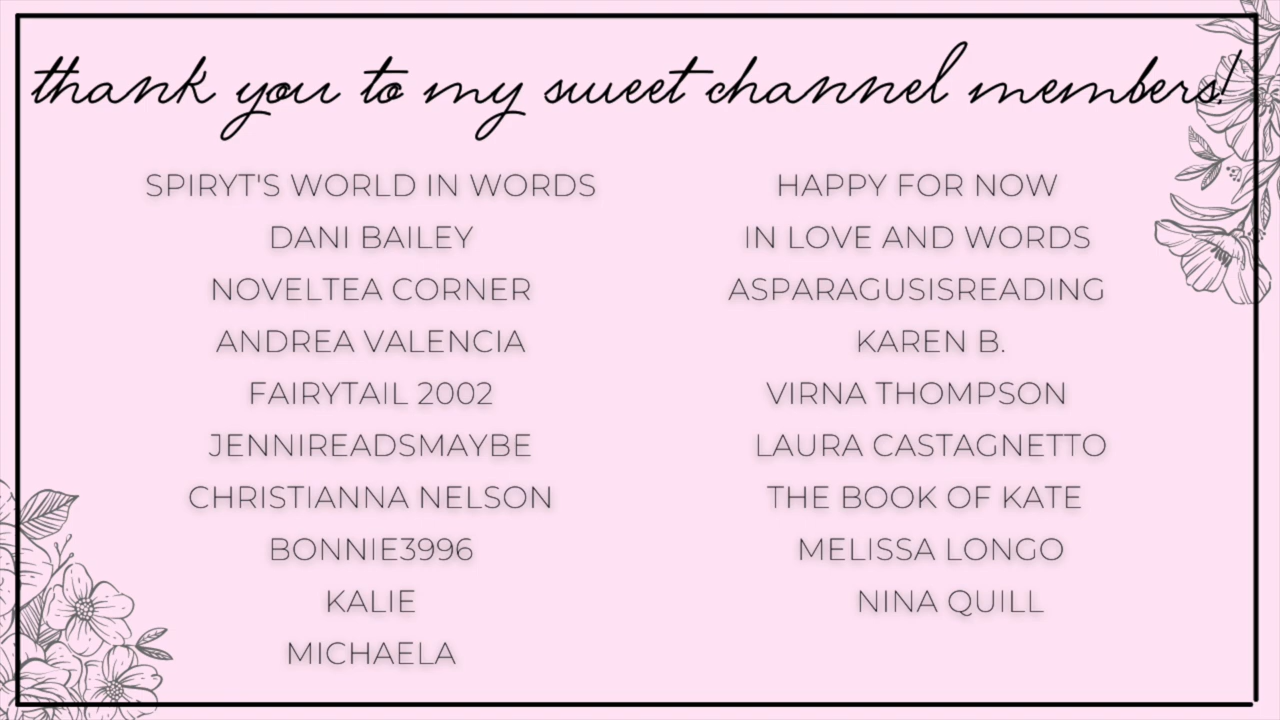 thank you to my sweet channel members!
SPIRYT'S WORLD IN WORDS
DANI BAILEY
NOVELTEA CORNER
ANDREA VALENCIA
FAIRYTAIL 2002
JENNIREADSMAYBE
CHRISTIANNA NELSON
BONNIE3996
KALIE
MICHAELA
HAPPY FOR NOW
IN LOVE AND WORDS
ASPARAGUSISREADING
KAREN B.
VIRNA THOMPSON
LAURA CASTAGNETTO
THE BOOK OF KATE
MELISSA LONGO
NINA QUILL